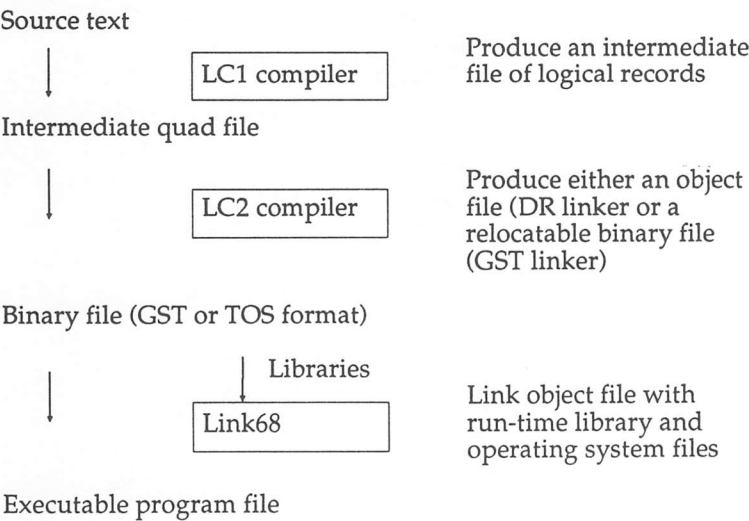 Source text
LC1 compiler
Produce an intermediate
file of logical records
Intermediate quad file
LC2 compiler
Produce either an object
file (DR linker or a
relocatable binary file
(GST linker)
Binary file (GST or TOS format)
Libraries
Link68
Link object file with
run-time library and
operating system files
Executable program file